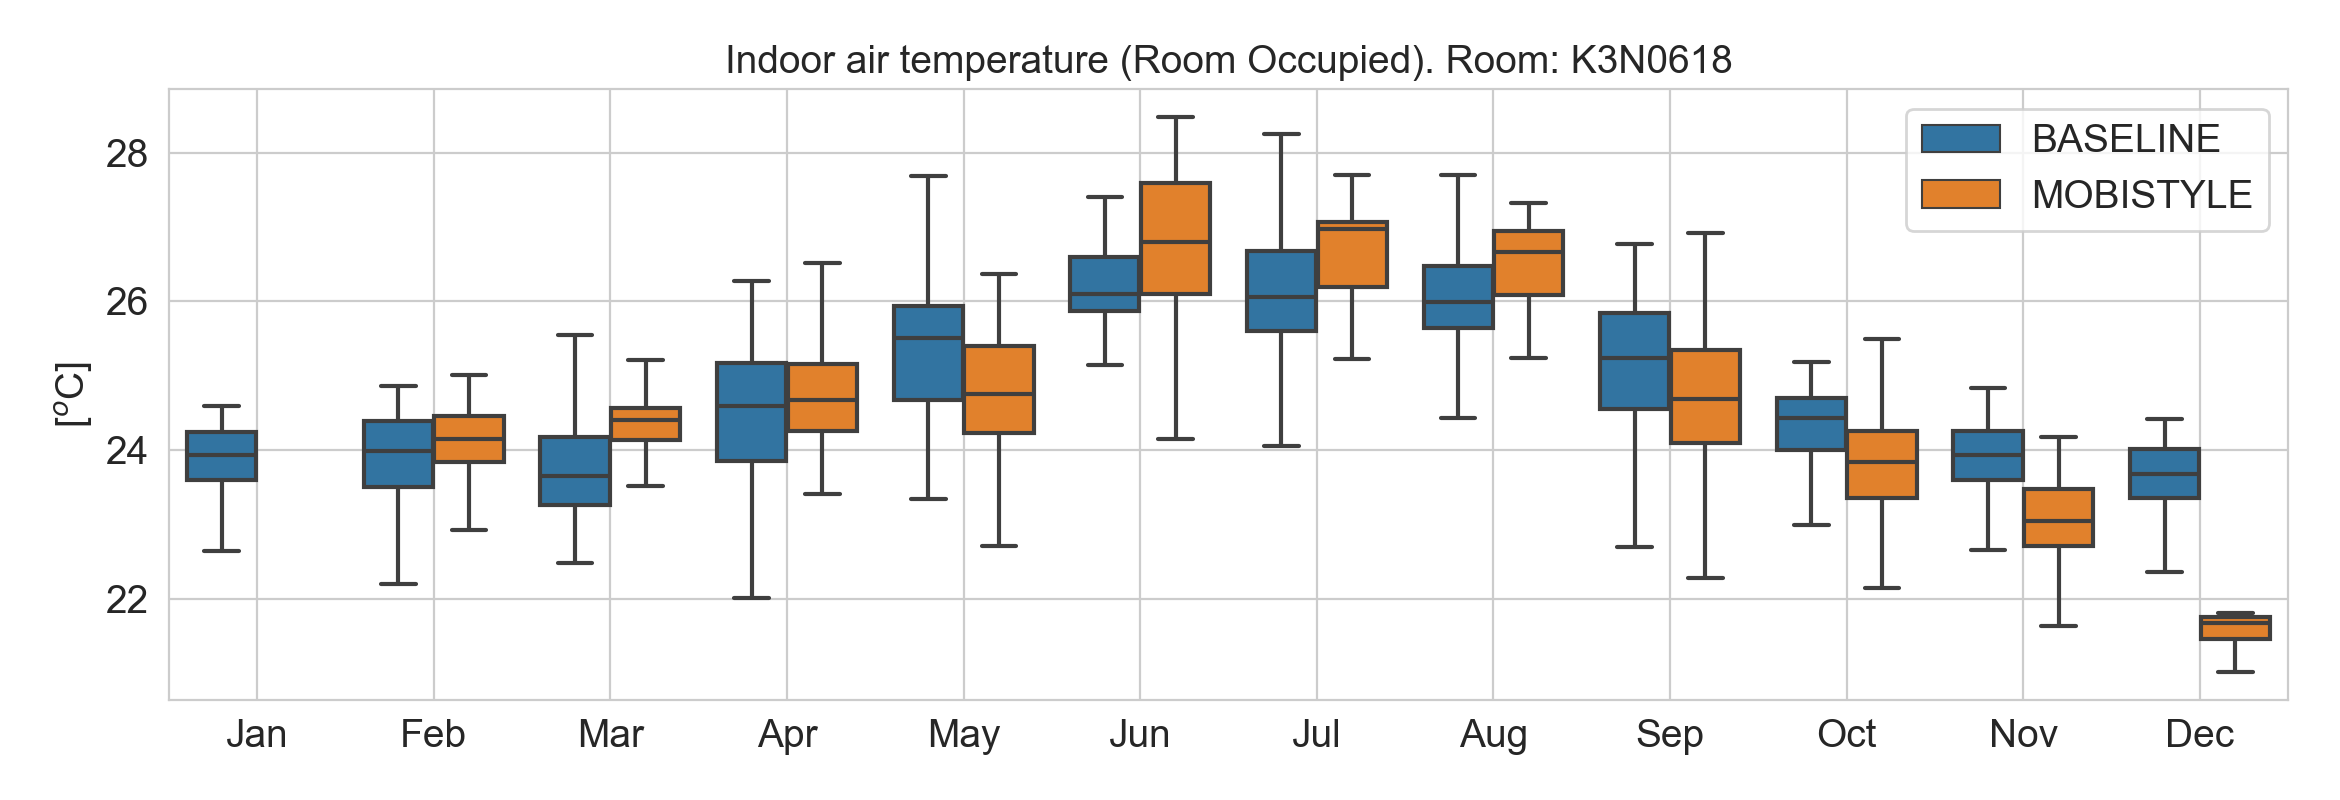 Indoor air temperature (Room Occupied). Room: K3N0618
BASELINE
MOBISTYLE
[°C]
28
26
24
22
Jan Feb Mar Apr May Jun Jul Aug Sep Oct Nov Dec